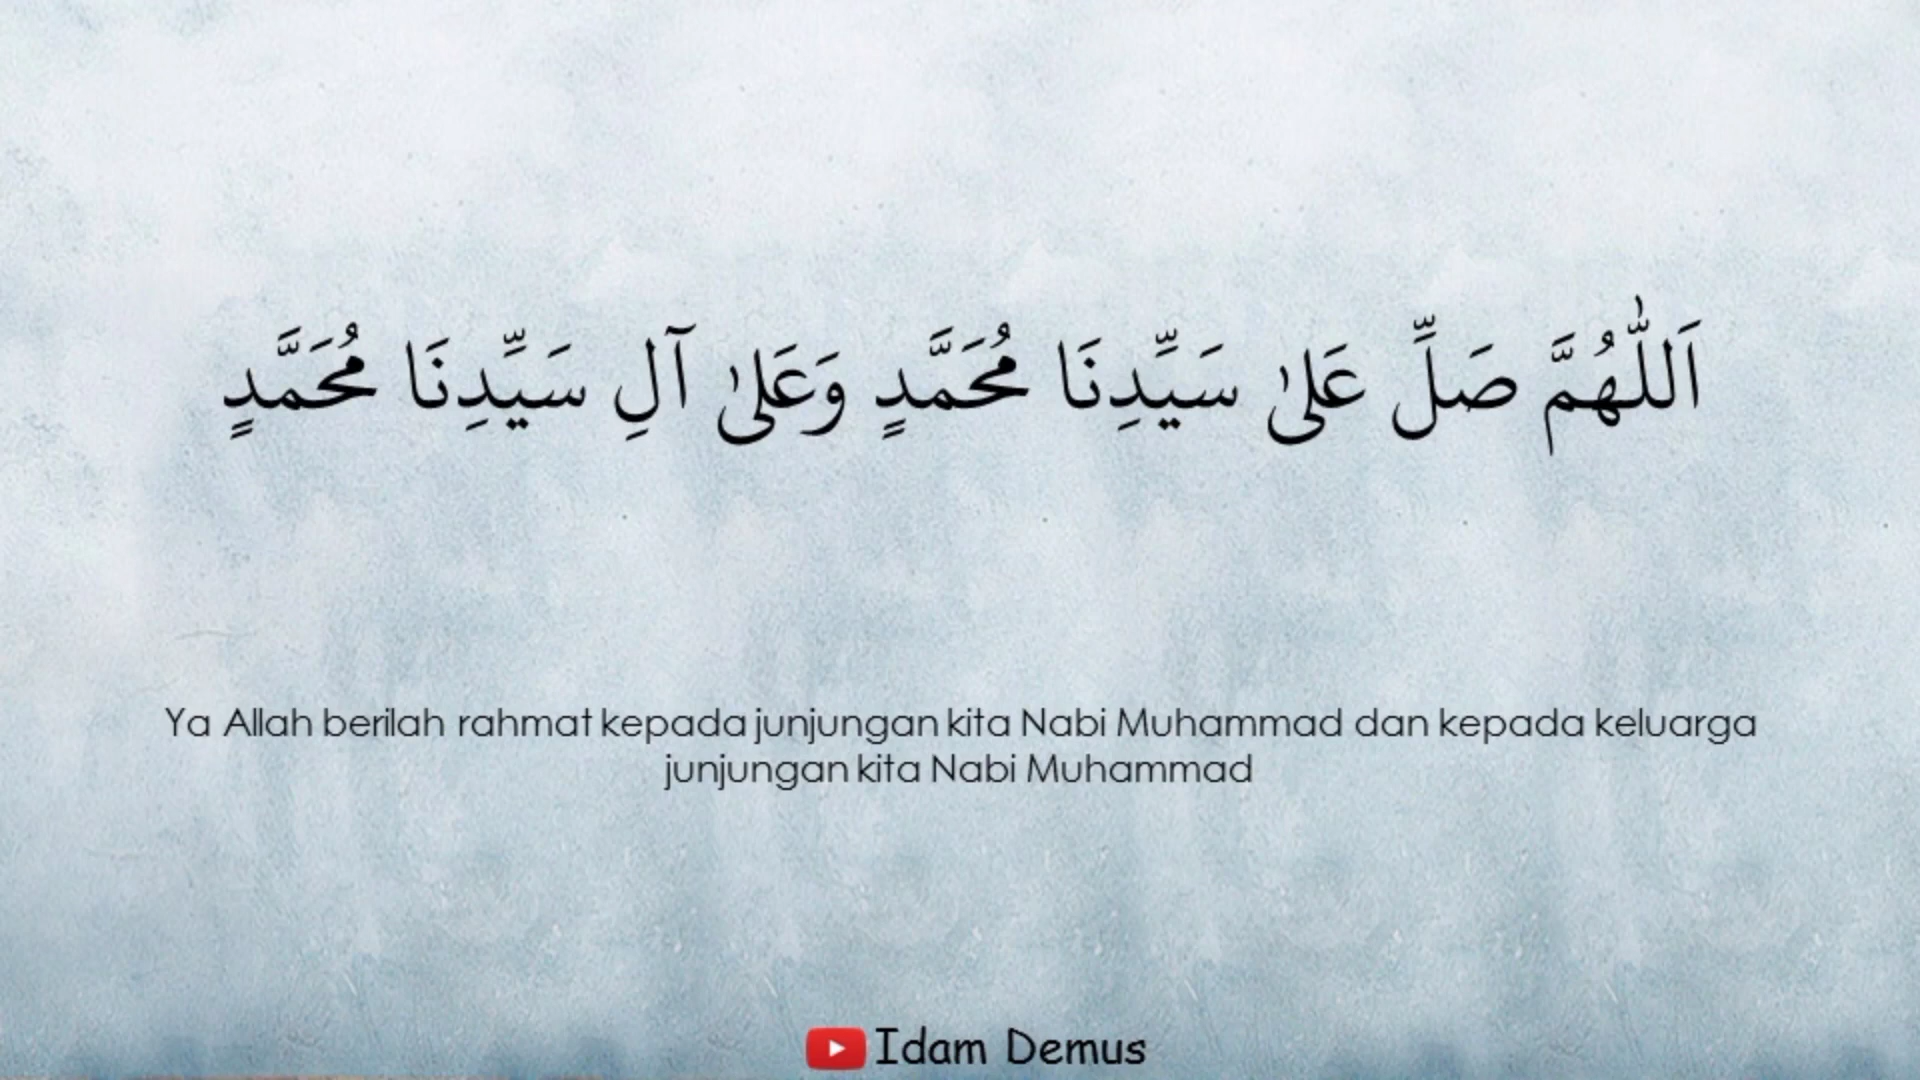 اَللّٰهُمَّ صَلِّ عَلىٰ سَيِّدِنَا مُحَمَّدٍ وَعَلىٰ آلِ سَيِّدِنَا مُحَمَّدٍ
Ya Allah berilah rahmat kepada junjungan kita Nabi Muhammad dan kepada keluarga
junjungan kita Nabi Muhammad
Idam Demus